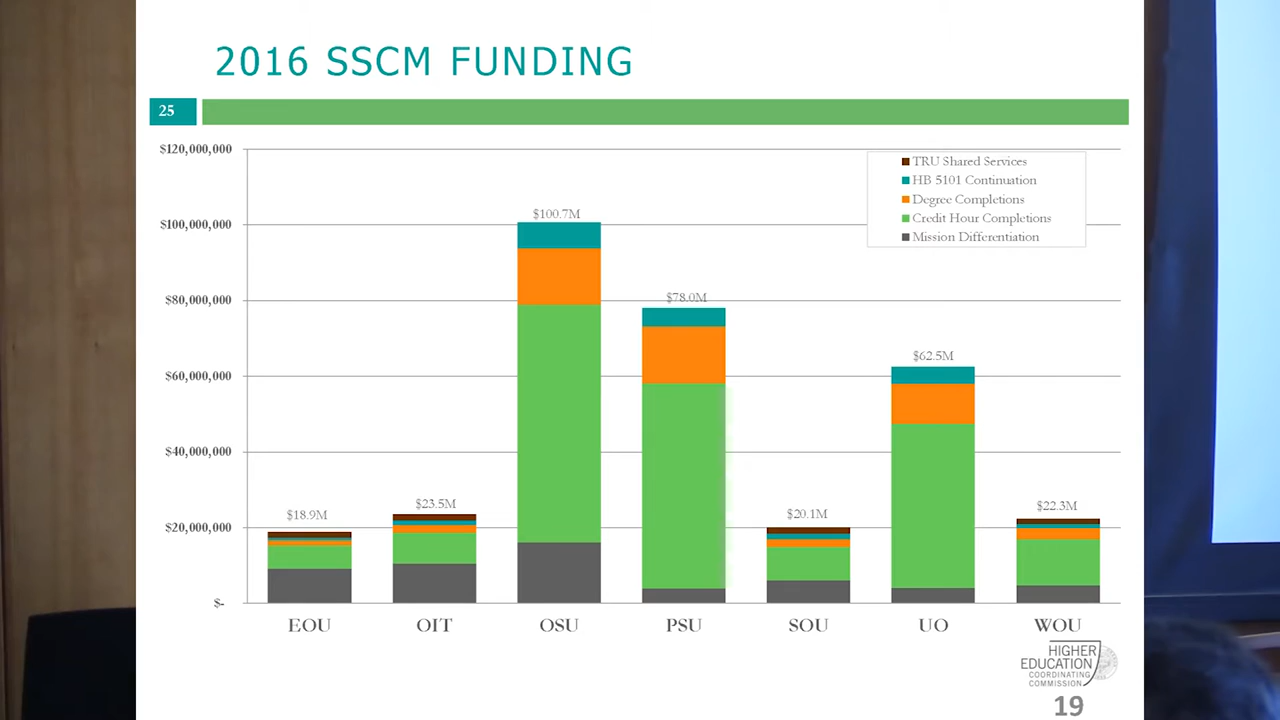 2016 SSCM FUNDING
25
$120,000,000
$100,000,000
$80,000,000
$60,000,000
$40,000,000
$20,000,000
$-
TRU Shared Services
HB 5101 Continuation
Degree Completions
Credit Hour Completions
Mission Differentiation
$18.9M
$23.5M
$100.7M
$78.0M
$20.1M
$62.5M
$22.3M
EOU OIT OSU PSU SOU UO WOU
HIGHER
EDUCATION
COORDINATING
COMMISSION
19